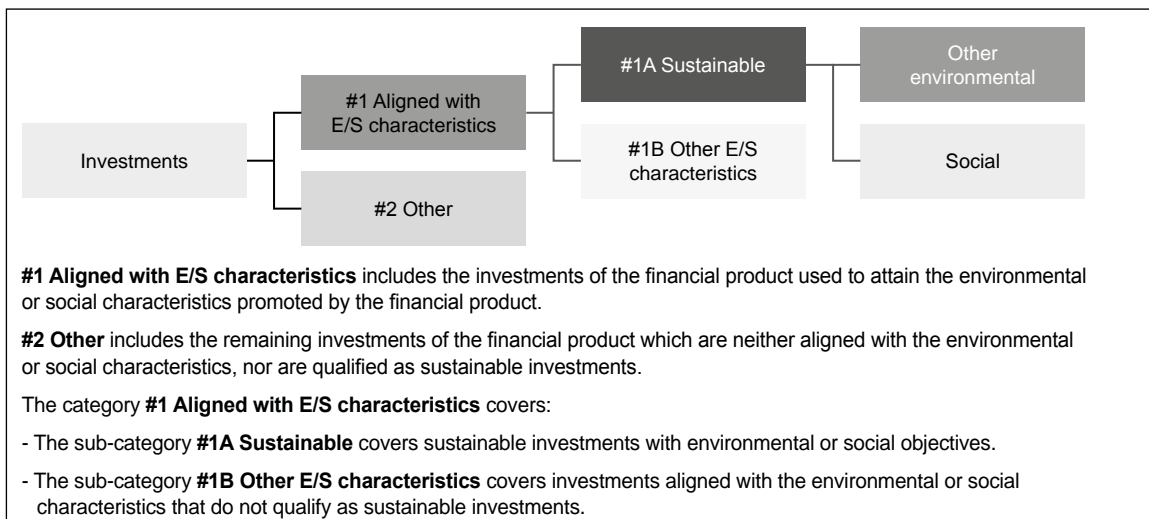 Investments
#1 Aligned with
E/S characteristics
#2 Other
#1A Sustainable
#1B Other E/S
characteristics
Other
environmental
Social
#1 Aligned with E/S characteristics includes the investments of the financial product used to attain the environmental
or social characteristics promoted by the financial product.
#2 Other includes the remaining investments of the financial product which are neither aligned with the environmental
or social characteristics, nor are qualified as sustainable investments.
The category #1 Aligned with E/S characteristics covers:
- The sub-category #1A Sustainable covers sustainable investments with environmental or social objectives.
- The sub-category #1B Other E/S characteristics covers investments aligned with the environmental or social
characteristics that do not qualify as sustainable investments.